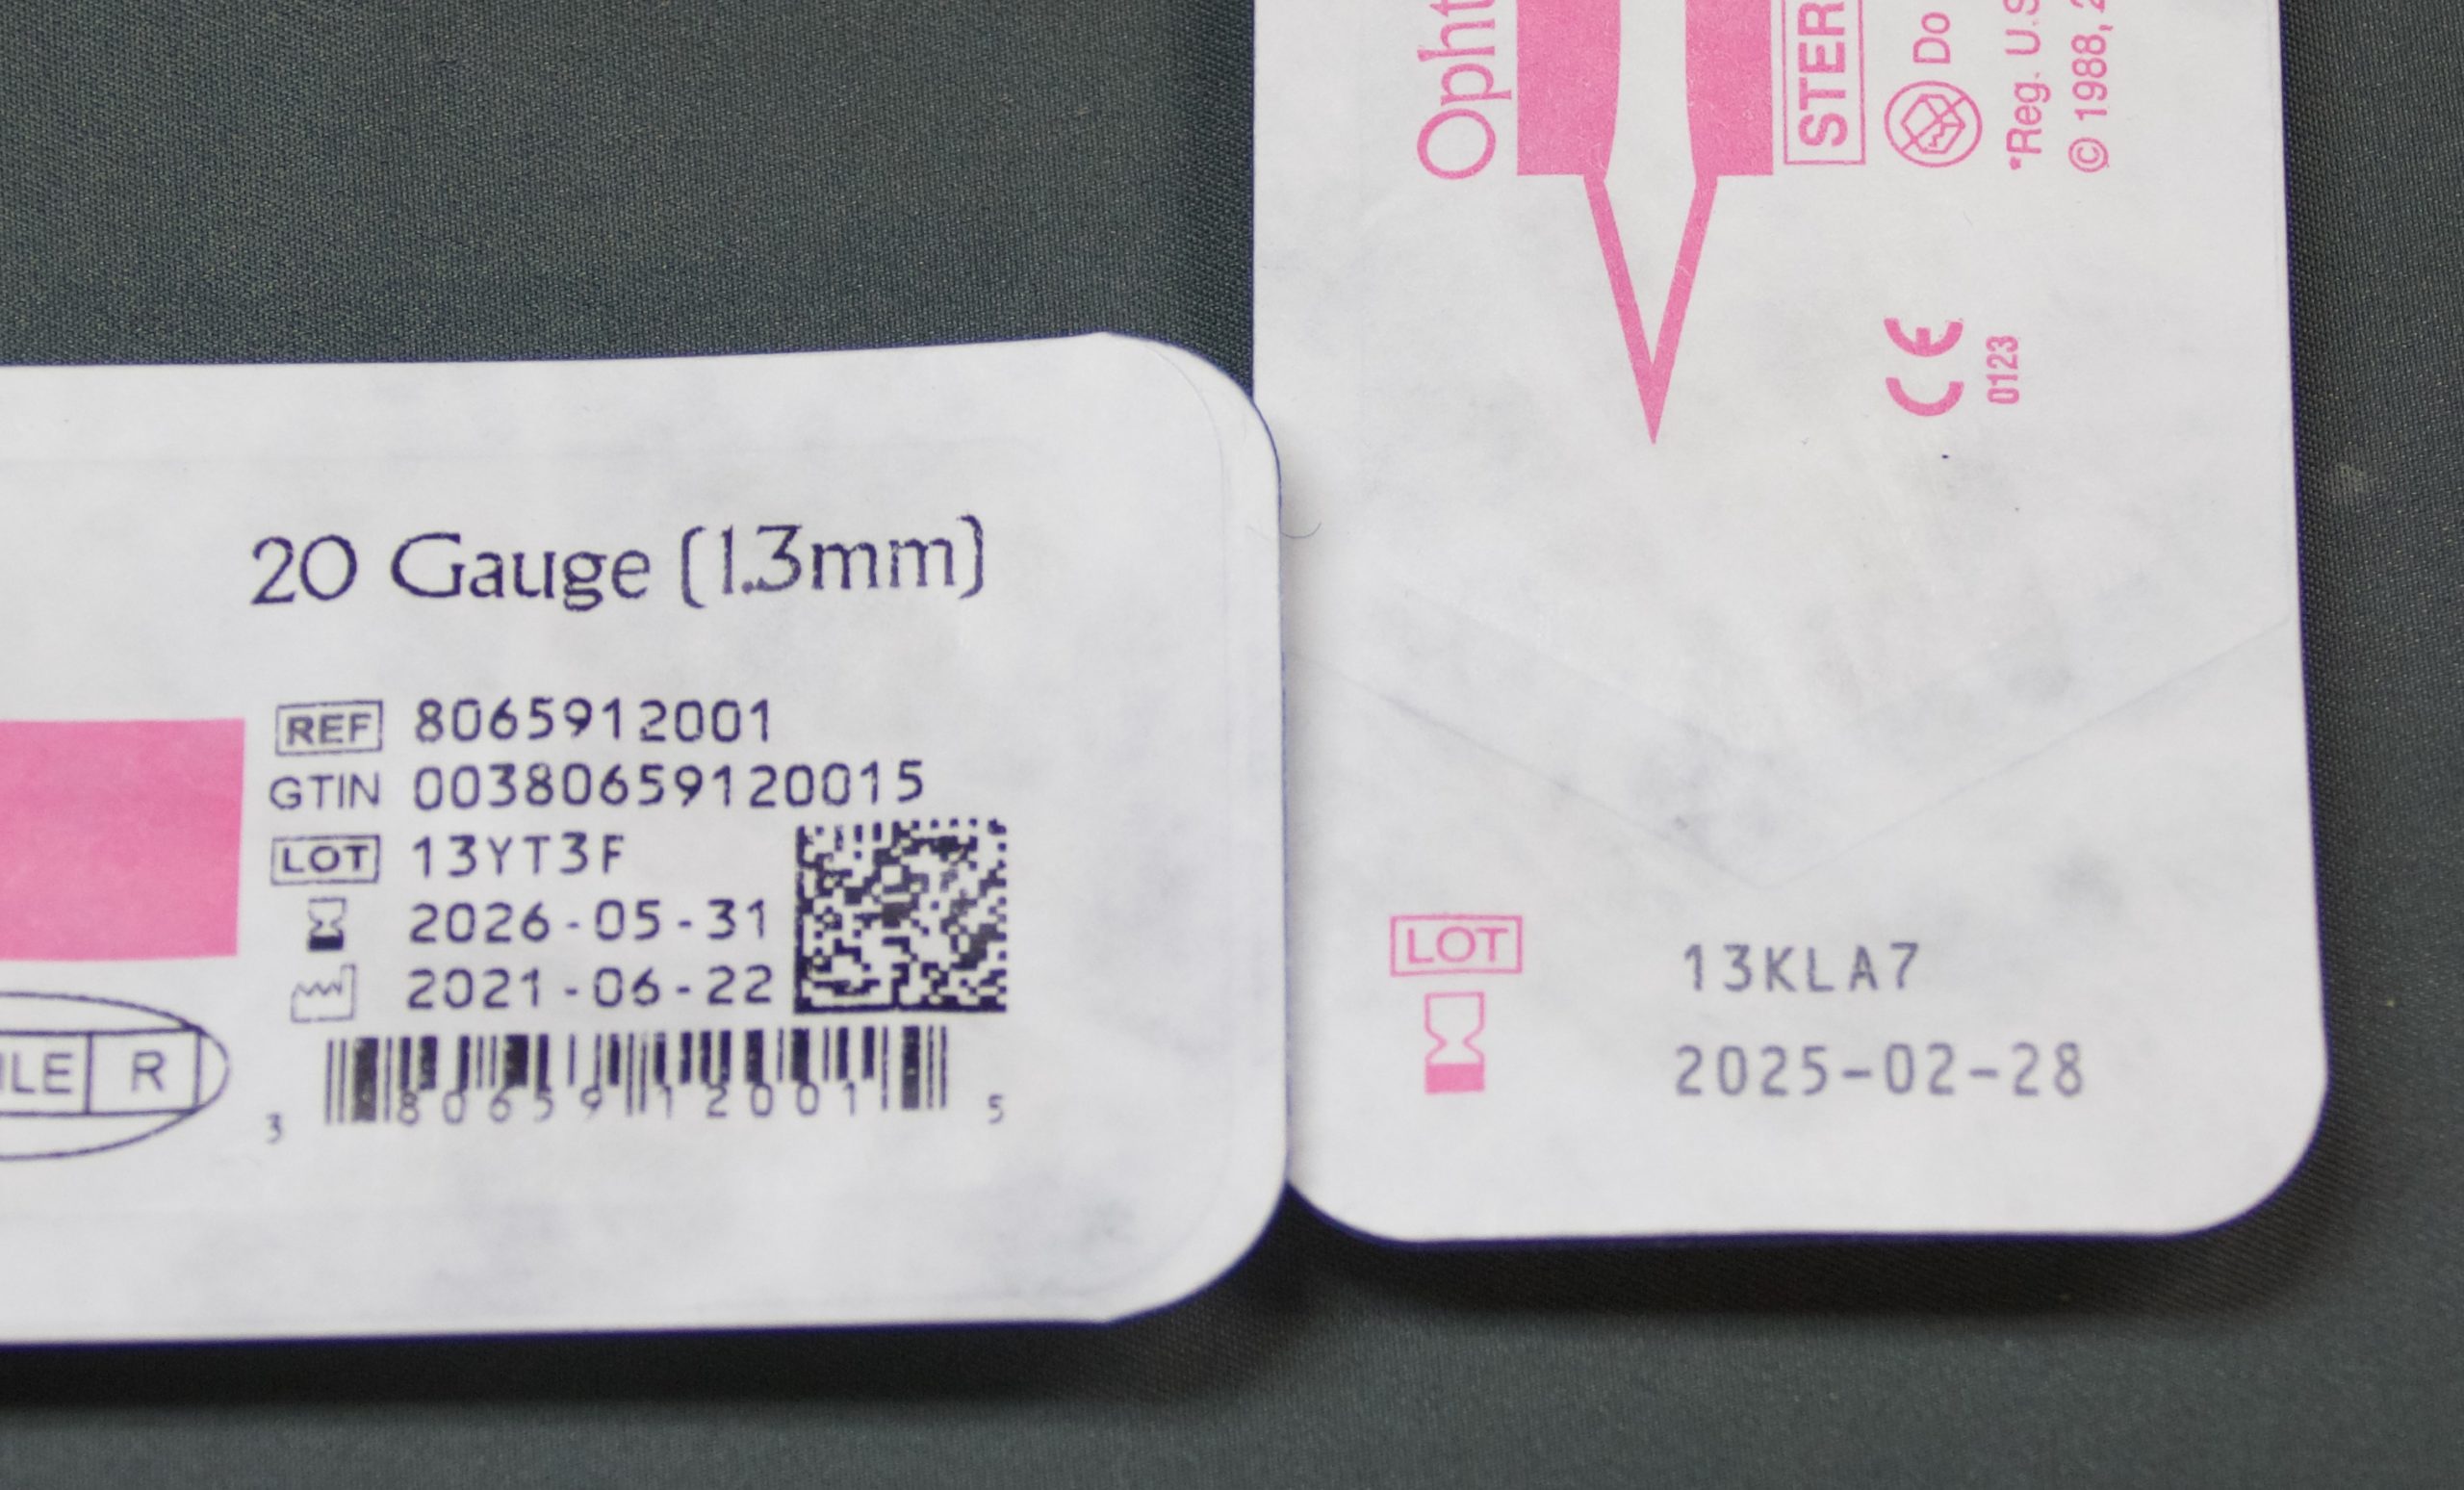 20 Gauge (1.3mm)
REF 8065912001
GTIN 00380659120015
LOT 13YT3F
2026-05-31
2021-06-22
3 80659 12001 5
ILE R
Opht
STER
Do
*Reg. U.S
© 1988, 2
CE
0123
LOT 13KLA7
2025-02-28